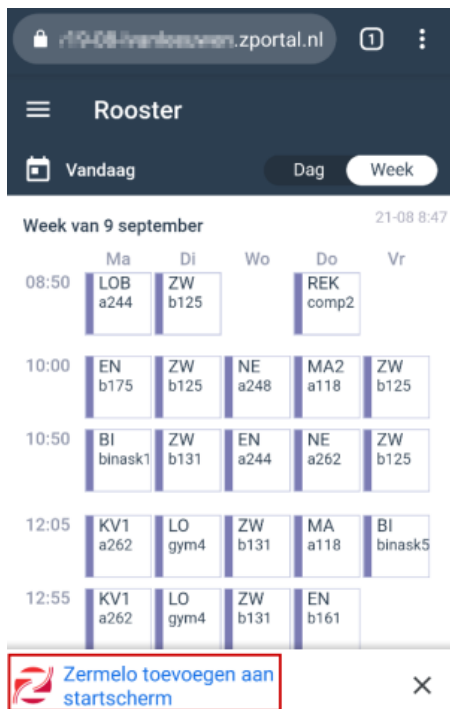 .zportal.nl 1
Rooster
Vandaag Dag Week
Week van 9 september 21-08 8:47
Ma Di Wo Do Vr
08:50 LOB ZW REK
a244 b125 comp2
10:00 EN ZW NE MA2 ZW
b175 b125 a248 a118 b125
10:50 BI ZW EN NE ZW
binask1 b131 a244 a262 b125
12:05 KV1 LO ZW MA BI
a262 gym4 b131 a118 binask5
12:55 KV1 LO ZW EN
a262 gym4 b131 b161
Zermelo toevoegen aan
startscherm